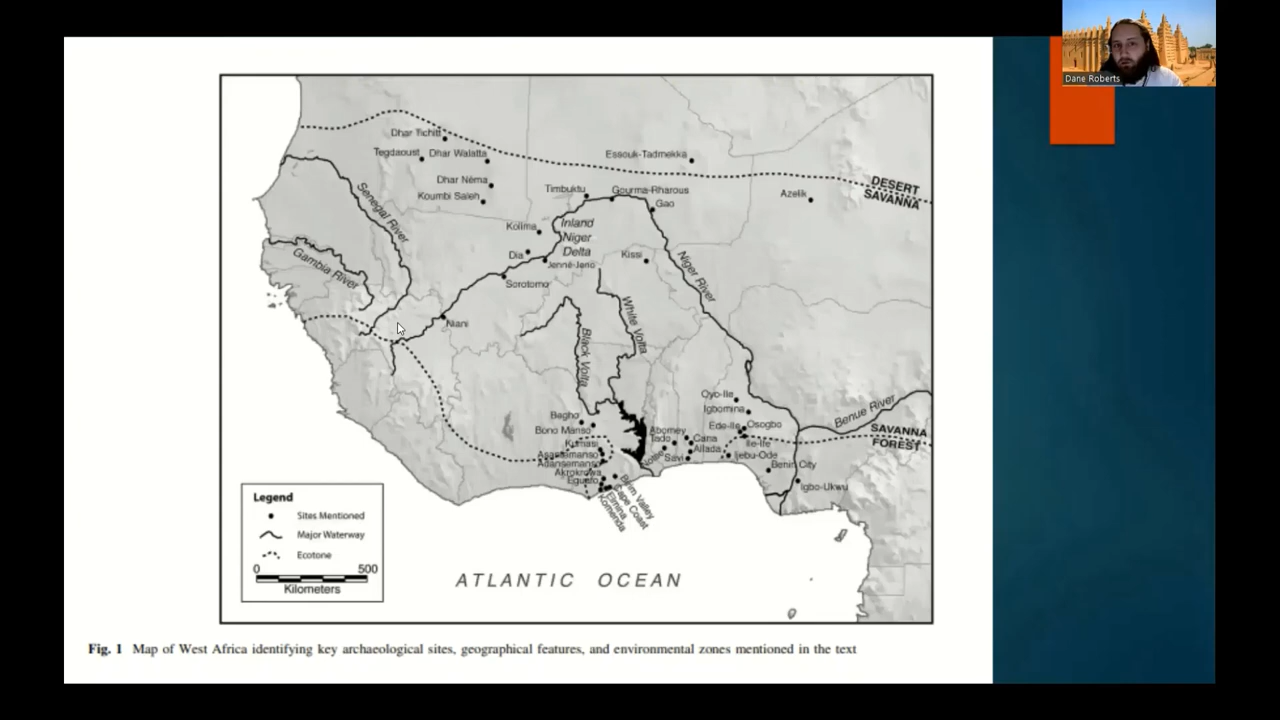 Dane Roberts
Dhar Tichitt
Tegdaoust
Dhar Walatta
Essouk-Tadmekka
DESERT
SAVANNA
Dhar Néma
Koumbi Saleh
Timbuktu
Gourma-Rharous
Gao
Azelik
Senegal River
Kolima
Inland
Niger
Delta
Dia
Jenné-Jeno
Kissi
Niger River
Gambia River
Sorotomo
Niani
White Volta
Black Volta
Oyo-Ile
Igbomina
Benue River
Begho
Bono Manso
Ede-Ile
Osogbo
SAVANNA
FOREST
Kumasi
Abomey
Tado
Cana
Allada
Ile-Ife
Asantemanso
Adansemanso
Savi
Ijebu-Ode
Notsé
Benin City
Akrokrowa
Eguafo
Igbo-Ukwu
Birim Valley
Cape Coast
Elmina
Komenda
Legend
Sites Mentioned
Major Waterway
Ecotone
0 500
Kilometers
ATLANTIC OCEAN
Fig. 1 Map of West Africa identifying key archaeological sites, geographical features, and environmental zones mentioned in the text